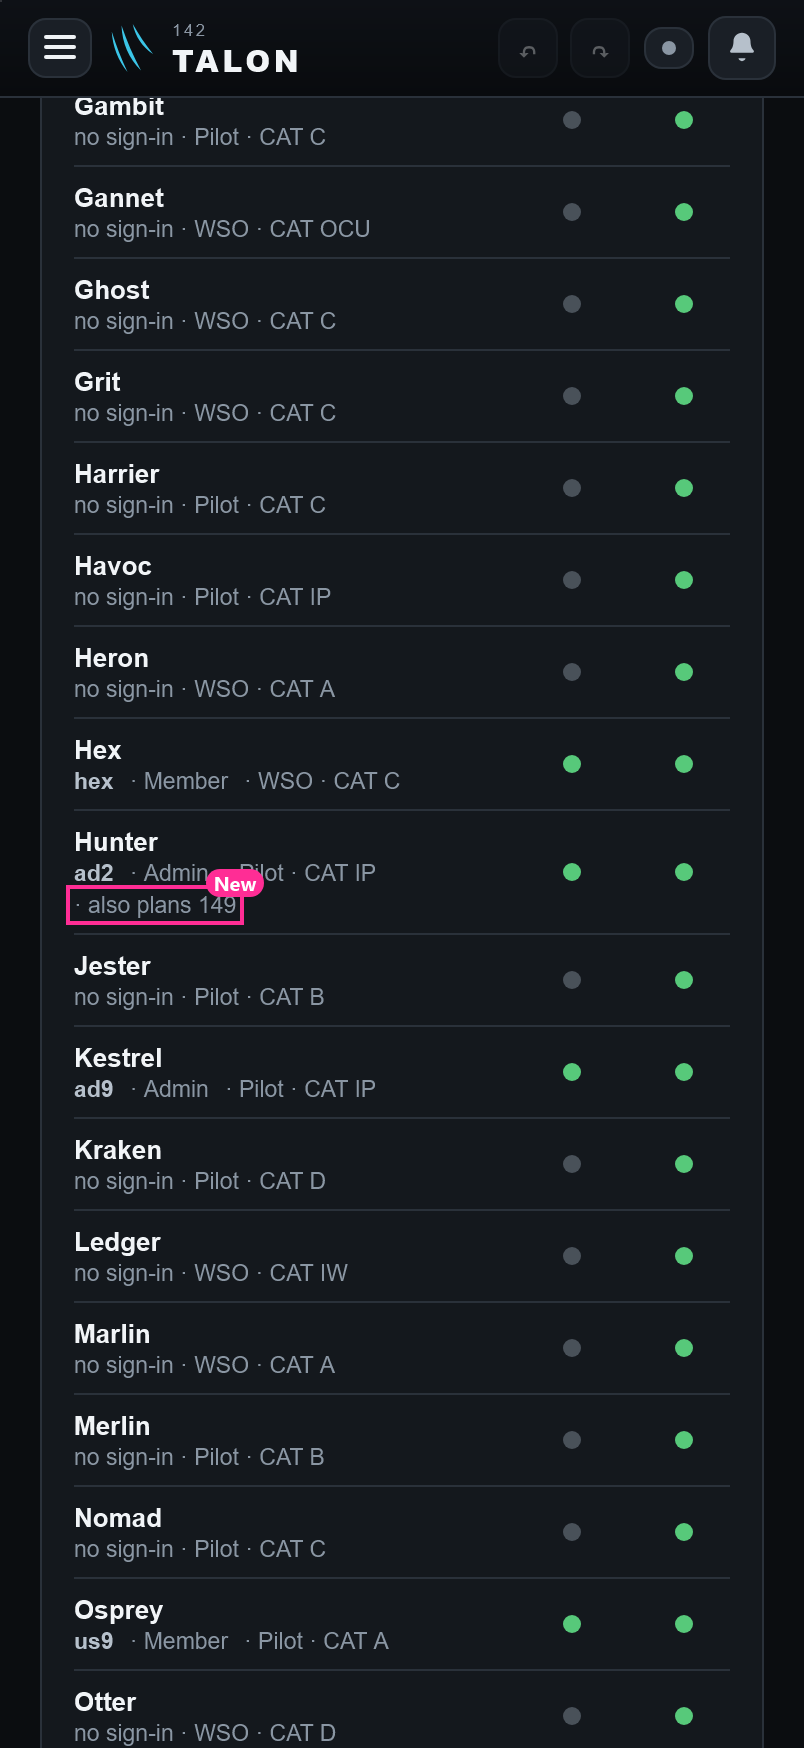 142
TALON
Gambit
no sign-in · Pilot · CAT C
Gannet
no sign-in · WSO · CAT OCU
Ghost
no sign-in · WSO · CAT C
Grit
no sign-in · WSO · CAT C
Harrier
no sign-in · Pilot · CAT C
Havoc
no sign-in · Pilot · CAT IP
Heron
no sign-in · WSO · CAT A
Hex
hex · Member · WSO · CAT C
Hunter
ad2 · Admin · Pilot · CAT IP
New
· also plans 149
Jester
no sign-in · Pilot · CAT B
Kestrel
ad9 · Admin · Pilot · CAT IP
Kraken
no sign-in · Pilot · CAT D
Ledger
no sign-in · WSO · CAT IW
Marlin
no sign-in · WSO · CAT A
Merlin
no sign-in · Pilot · CAT B
Nomad
no sign-in · Pilot · CAT C
Osprey
us9 · Member · Pilot · CAT A
Otter
no sign-in · WSO · CAT D